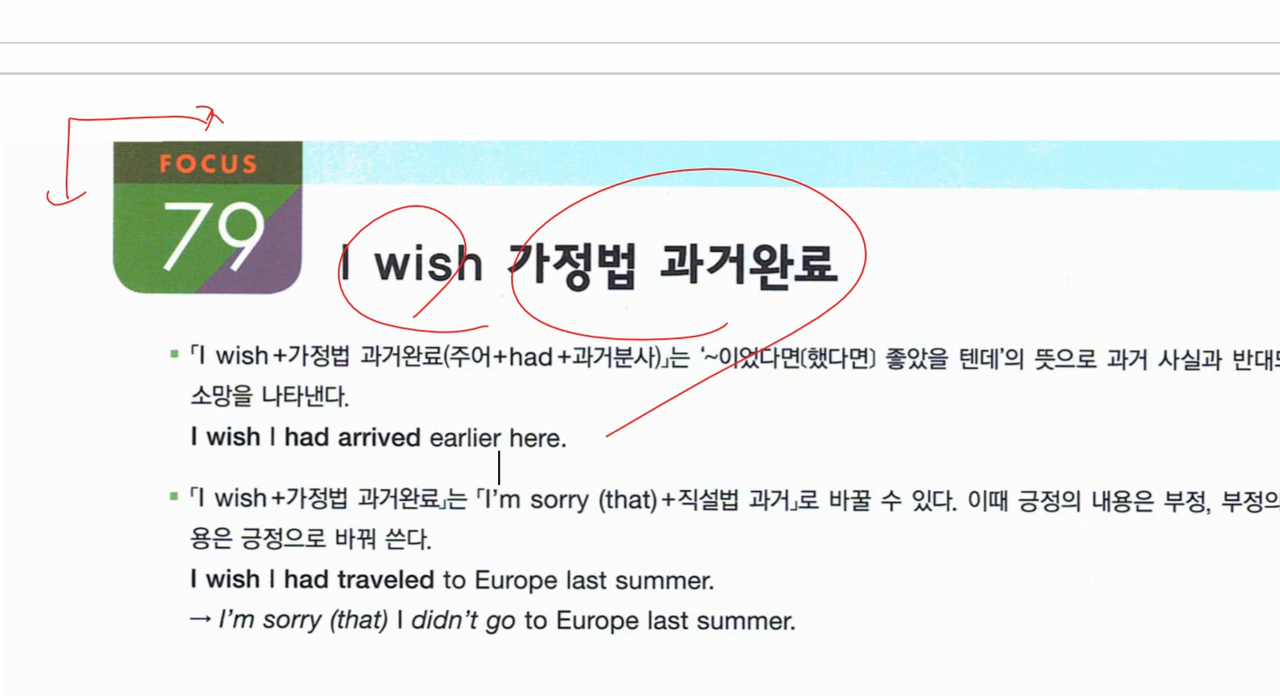 FOCUS
79
I wish 가정법 과거완료
▪ 「I wish+가정법 과거완료(주어+had+과거분사)」는 ‘~이었다면(했다면) 좋았을 텐데’의 뜻으로 과거 사실과 반대
소망을 나타낸다.
I wish I had arrived earlier here.
▪ 「I wish+가정법 과거완료」는 「I’m sorry (that)+직설법 과거」로 바꿀 수 있다. 이때 긍정의 내용은 부정, 부정의
용은 긍정으로 바꿔 쓴다.
I wish I had traveled to Europe last summer.
→ I’m sorry (that) I didn’t go to Europe last summer.